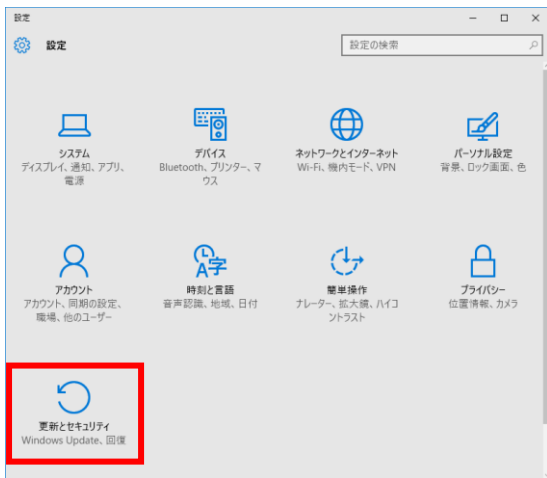 設定
設定
設定の検索
システム
ディスプレイ、通知、アプリ、
電源
デバイス
Bluetooth、プリンター、マ
ウス
ネットワークとインターネット
Wi-Fi、機内モード、VPN
パーソナル設定
背景、ロック画面、色
アカウント
アカウント、同期の設定、
職場、他のユーザー
時刻と言語
音声認識、地域、日付
簡単操作
ナレーター、拡大鏡、ハイコ
ントラスト
プライバシー
位置情報、カメラ
更新とセキュリティ
Windows Update、回復